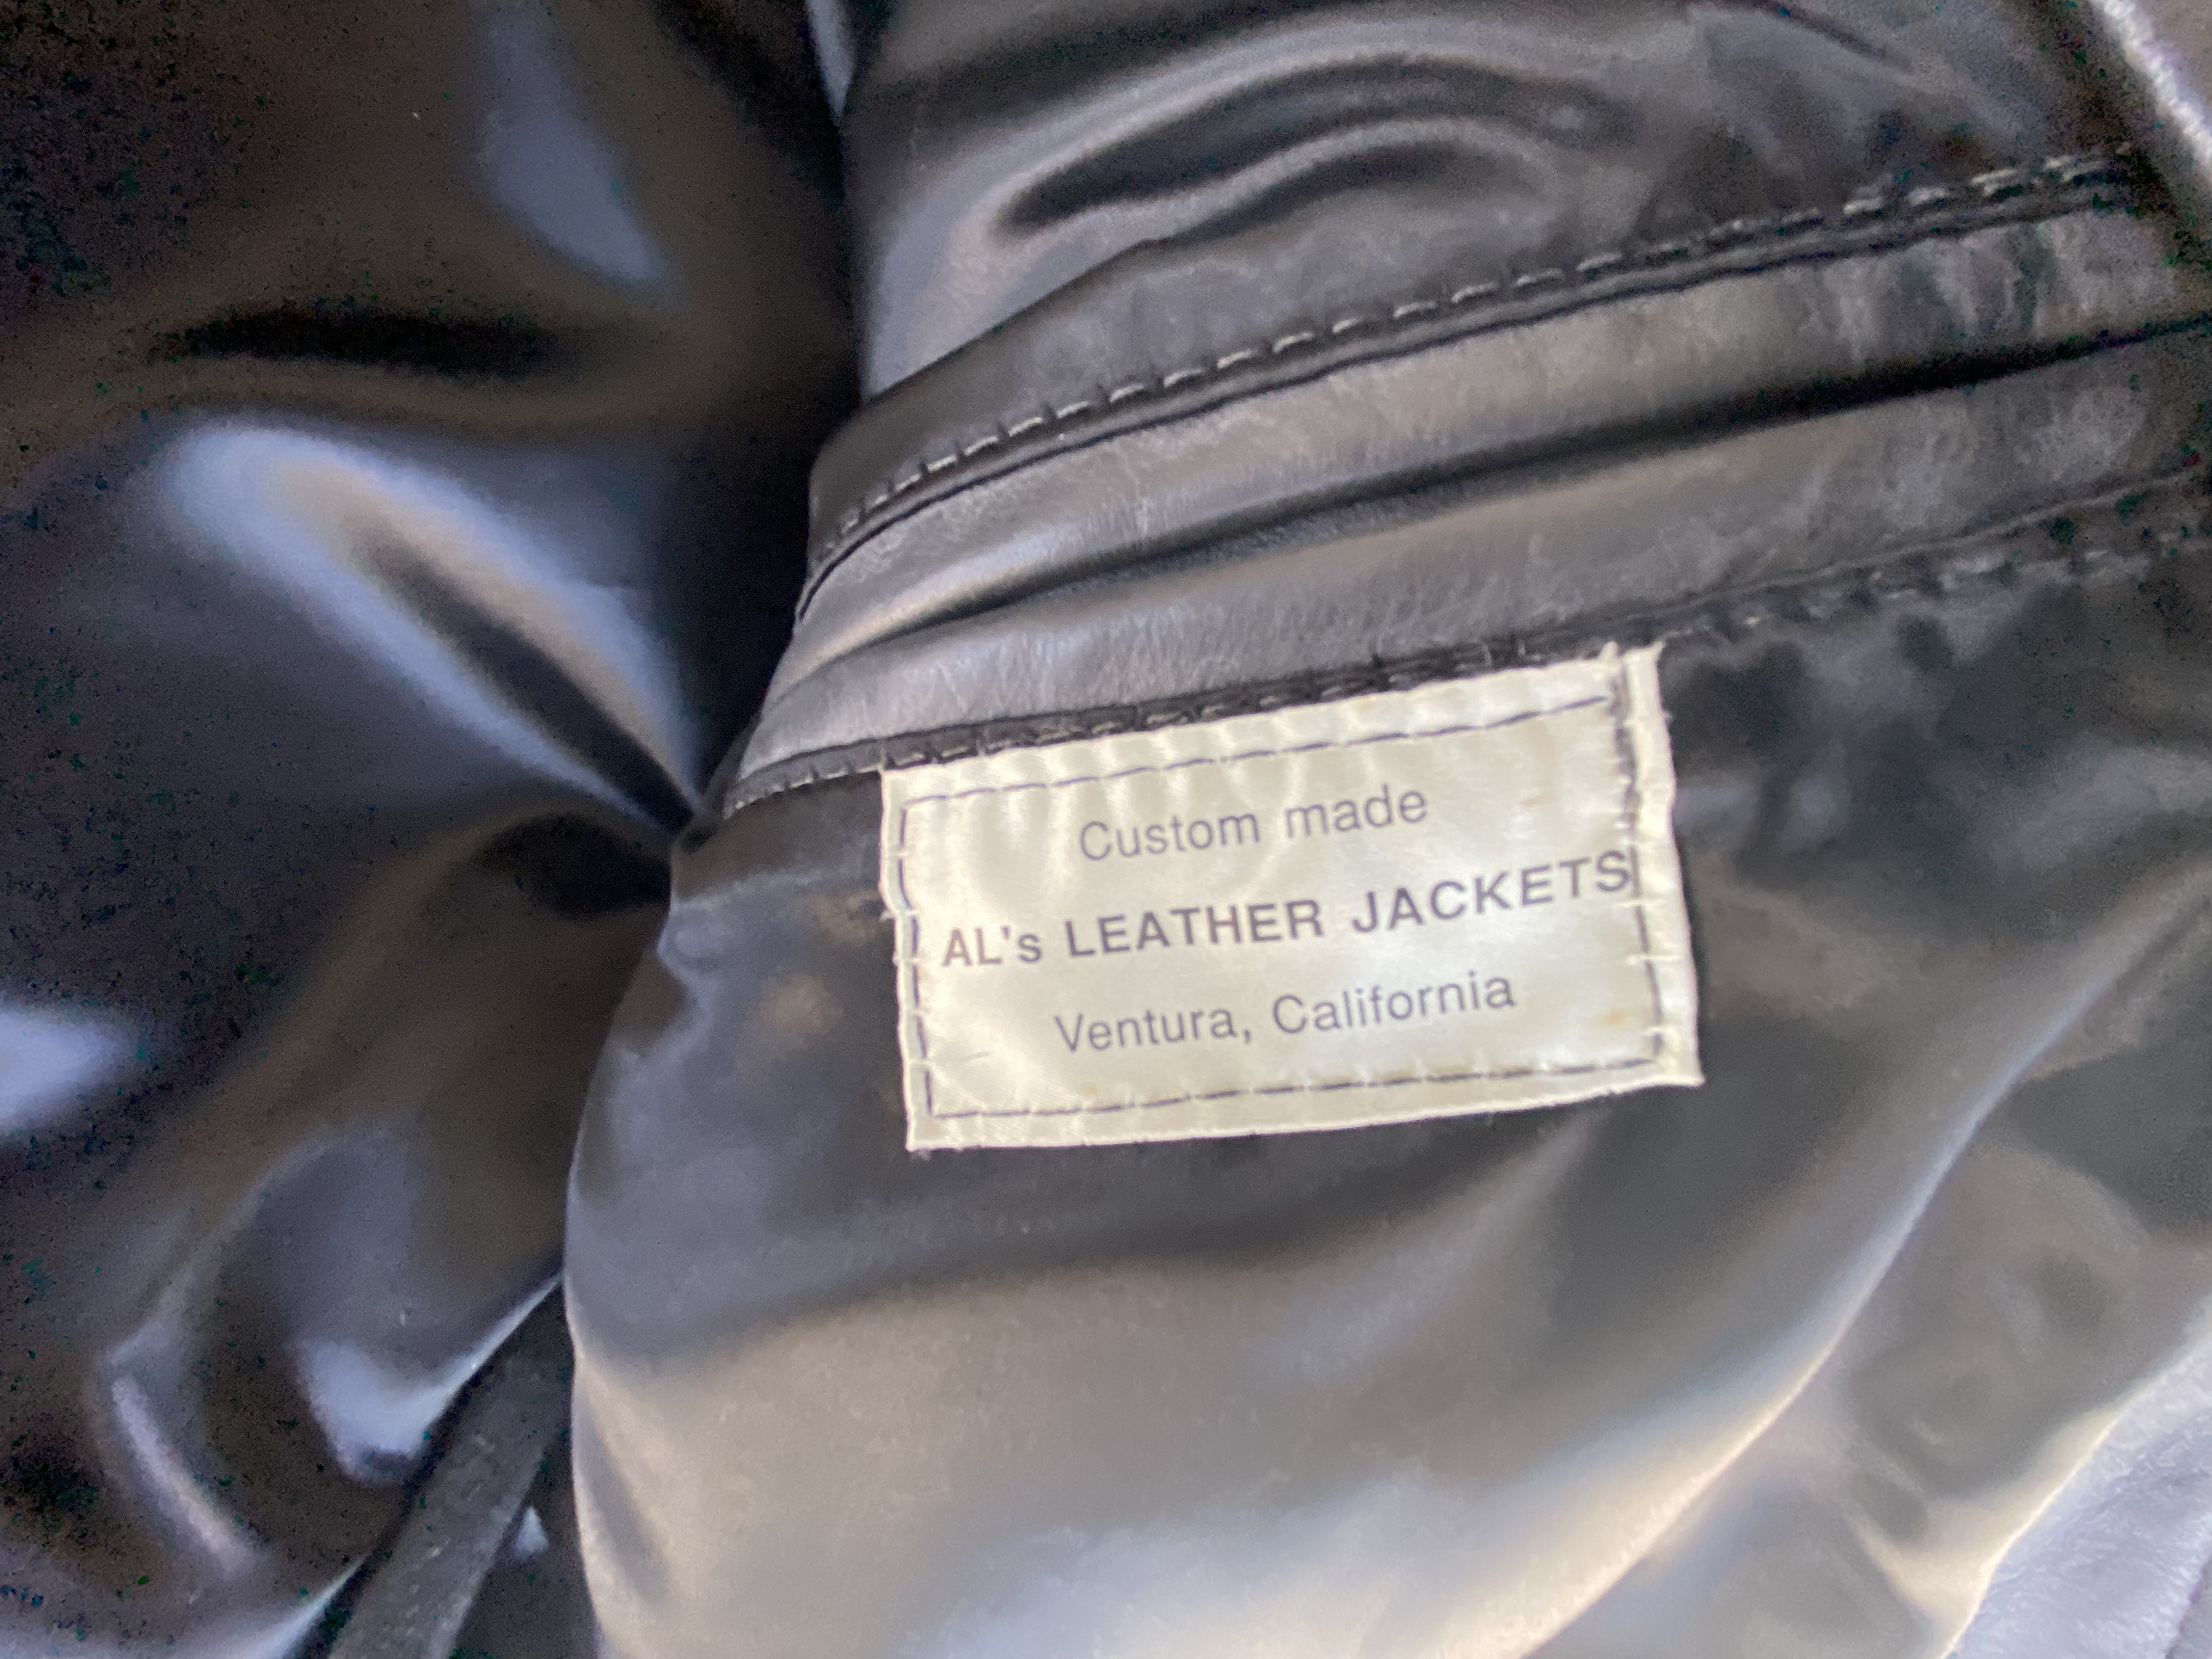 Custom made
AL's LEATHER JACKETS
Ventura, California